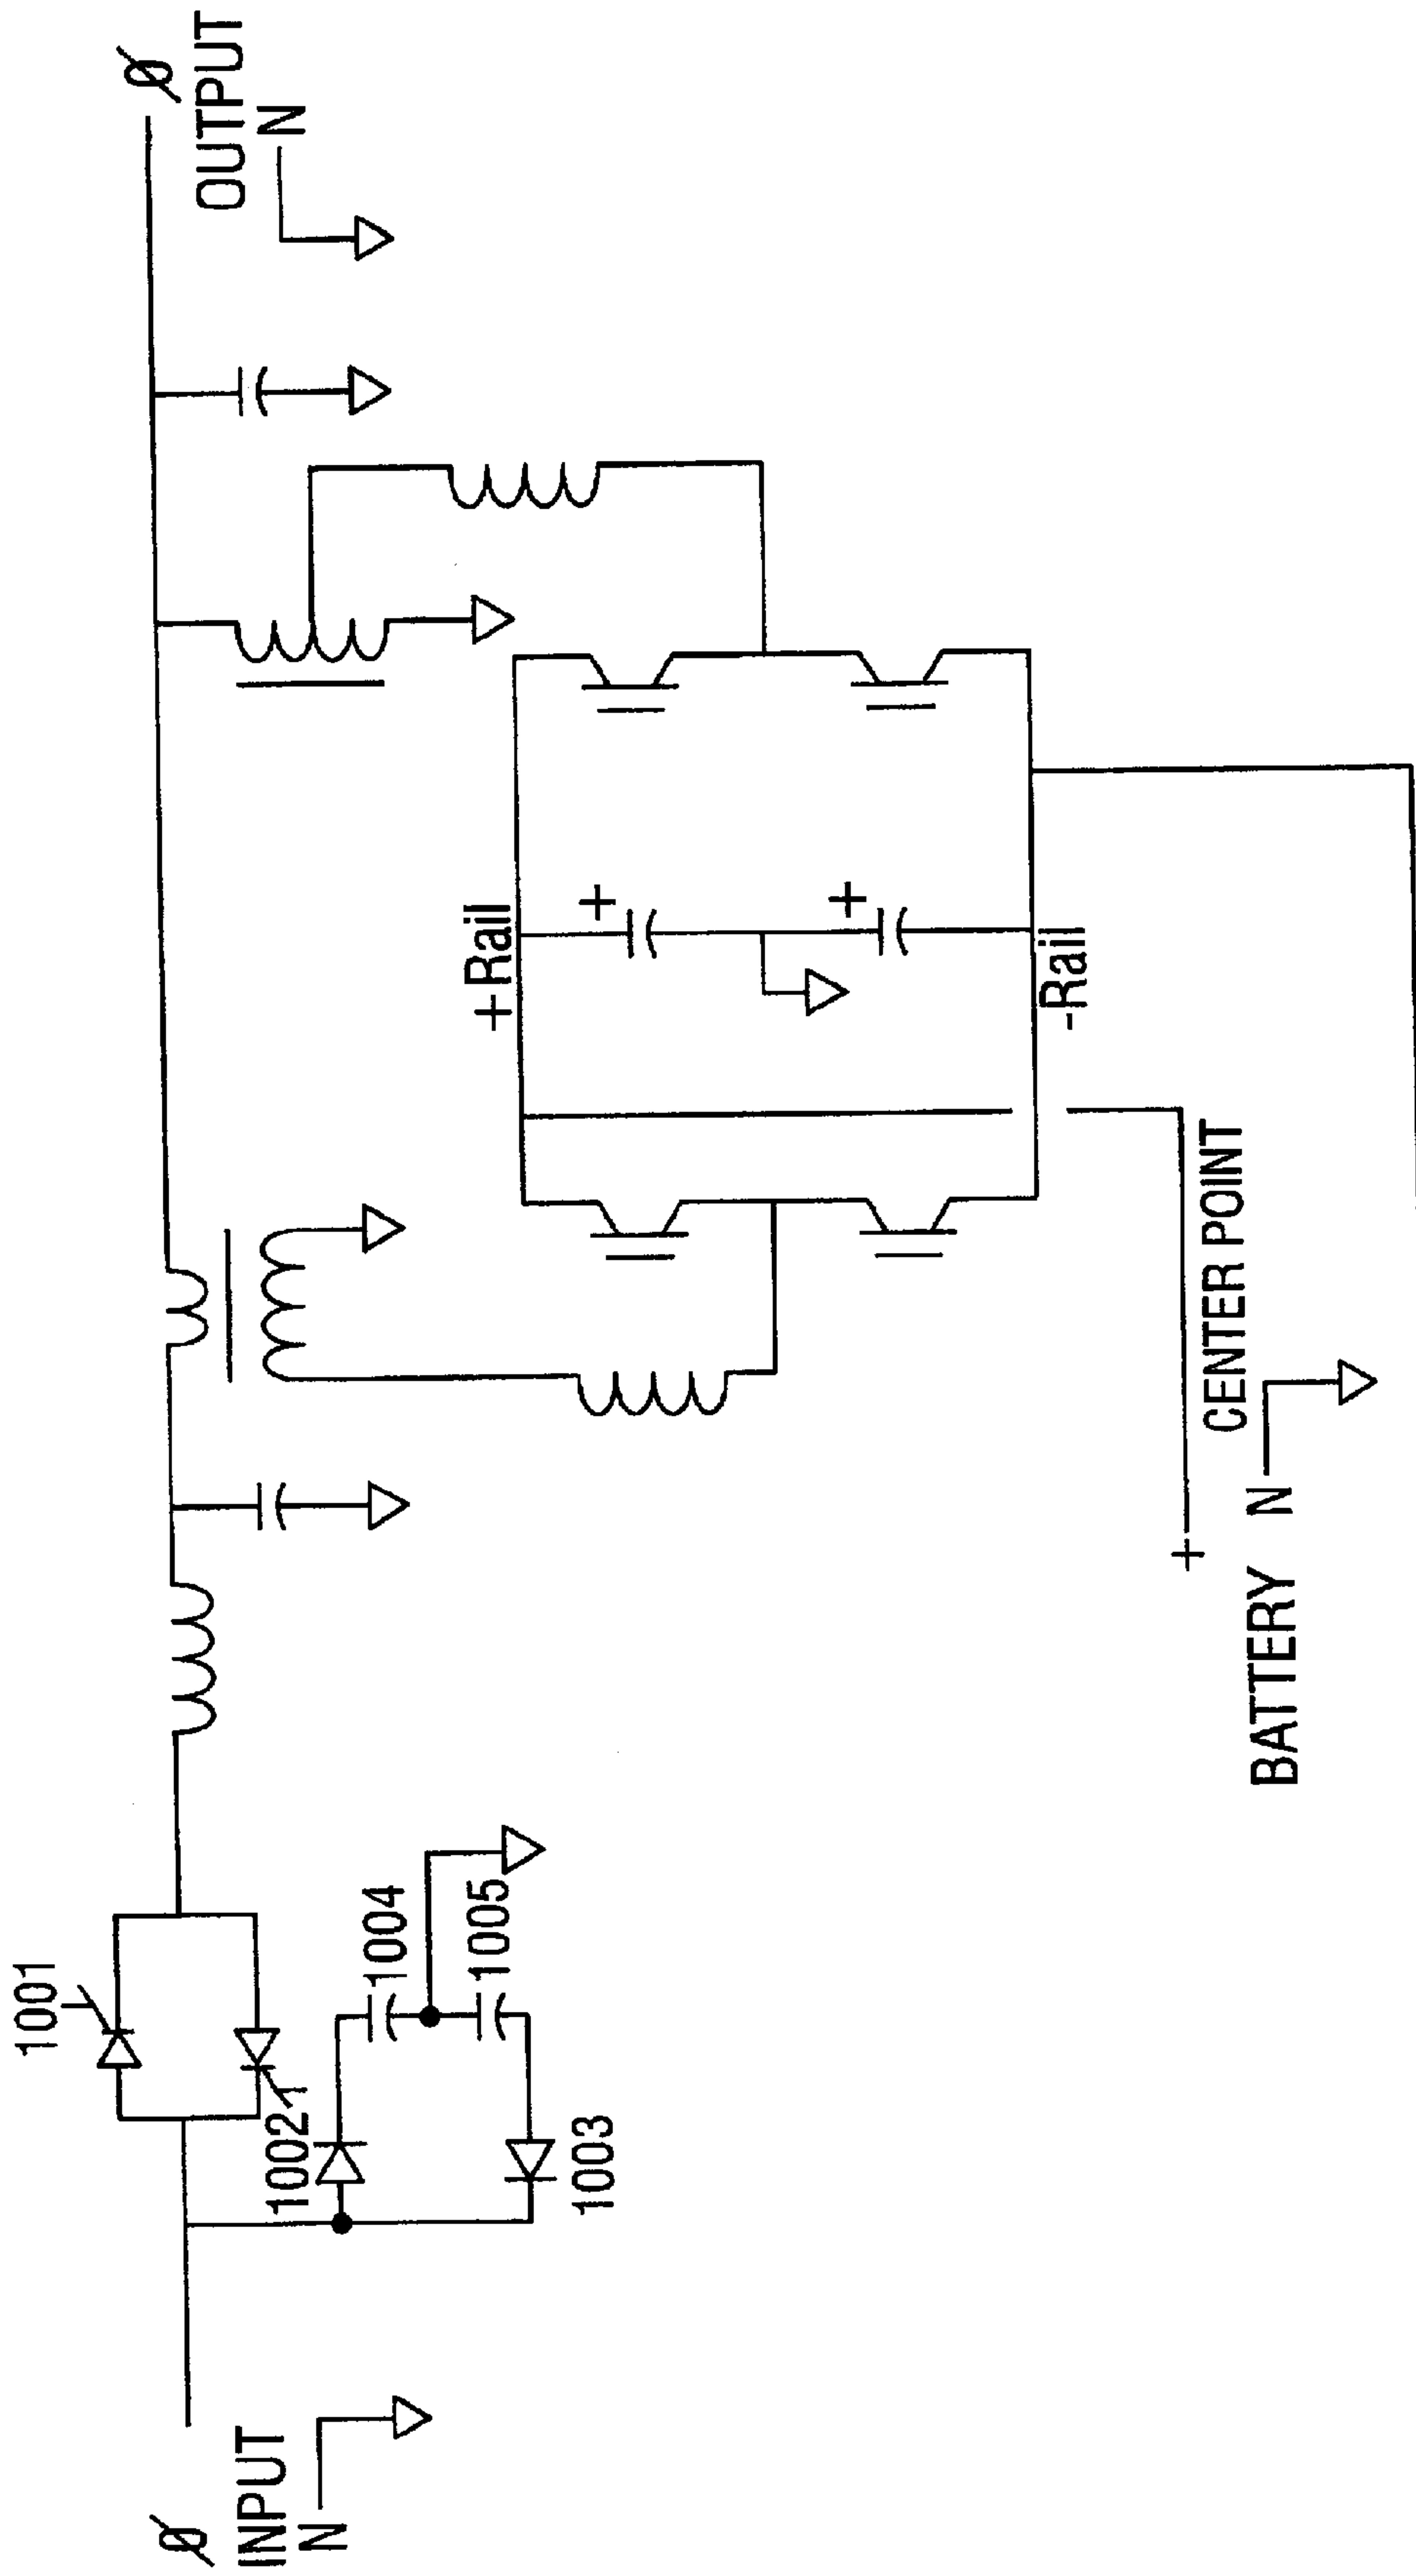 Ø
INPUT
N
1001
1002
1003
1004
1005
+Rail
+
+
-Rail
Ø
OUTPUT
N
+
CENTER POINT
BATTERY N